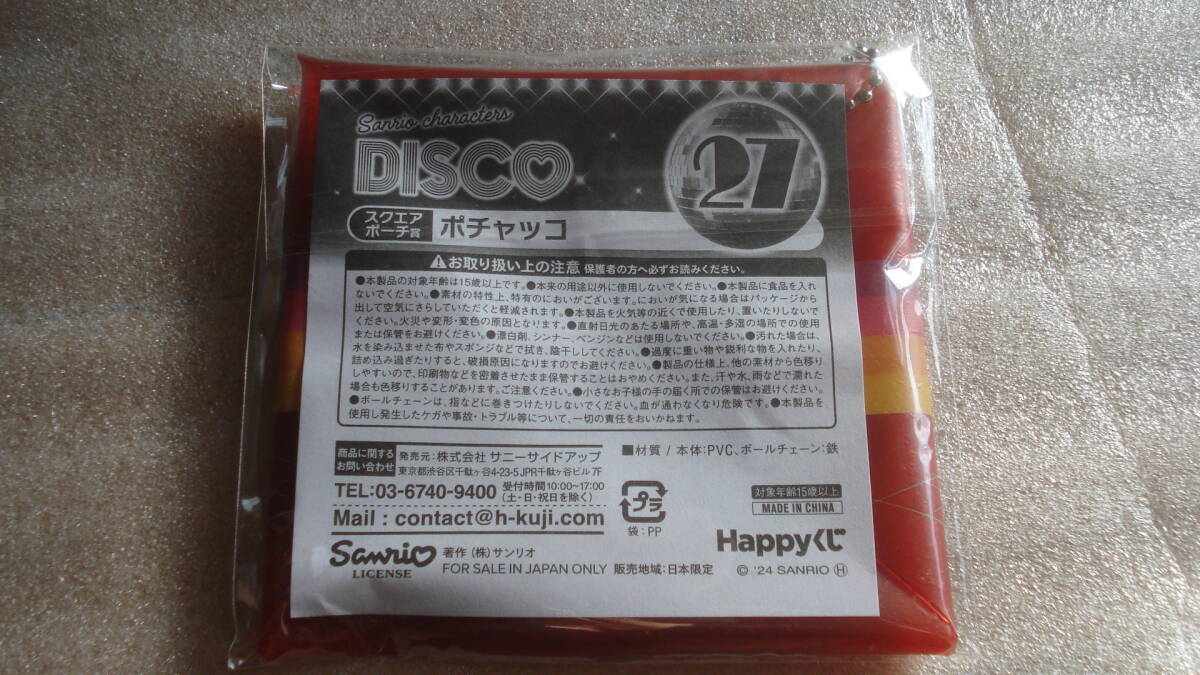 Sanrio characters
DISCO
27
スクエア
ポーチ賞
ポチャッコ
⚠お取り扱い上の注意 保護者の方へ必ずお読みください。
●本製品の対象年齢は15歳以上です。●本来の用途以外に使用しないでください。●本製品に食品を入れ
ないでください。●素材の特性上、特有のにおいがございます。においが気になる場合はパッケージから
出して空気にさらしていただくと軽減されます。●本製品を火気等の近くで使用したり、置いたりしないで
ください。火災や変形・変色の原因となります。●直射日光のあたる場所や、高温・多湿の場所での使用
または保管をお避けください。●漂白剤、シンナー、ベンジンなどは使用しないでください。●汚れた場合は、
水を染み込ませた布やスポンジなどで拭き、陰干ししてください。●過度に重い物や鋭利な物を入れたり、
詰め込み過ぎたりすると、破損原因になりますのでお避けください。●製品の仕様上、他の素材から色移り
しやすいので、印刷物などを密着させたまま保管することはおやめください。また、汗や水、雨などで濡れた
場合も色移りすることがあります。ご注意ください。●小さなお子様の手の届く所での保管はお避けください。
●ボールチェーンは、指などに巻きつけたりしないでください。血が通わなくなり危険です。●本製品を
使用し発生したケガや事故・トラブル等について、一切の責任をおいかねます。
商品に関する
お問い合わせ
発売元:株式会社 サニーサイドアップ
東京都渋谷区千駄ヶ谷4-23-5 JPR千駄ヶ谷ビル 7F
TEL:03-6740-9400 受付時間10:00~17:00
(土・日・祝日を除く)
Mail : contact@h-kuji.com
■材質 / 本体:PVC、ボールチェーン:鉄
プラ
袋:PP
対象年齢15歳以上
MADE IN CHINA
Sanrio
LICENSE
著作 (株) サンリオ
FOR SALE IN JAPAN ONLY 販売地域:日本限定
Happyくじ
© '24 SANRIO Ⓗ